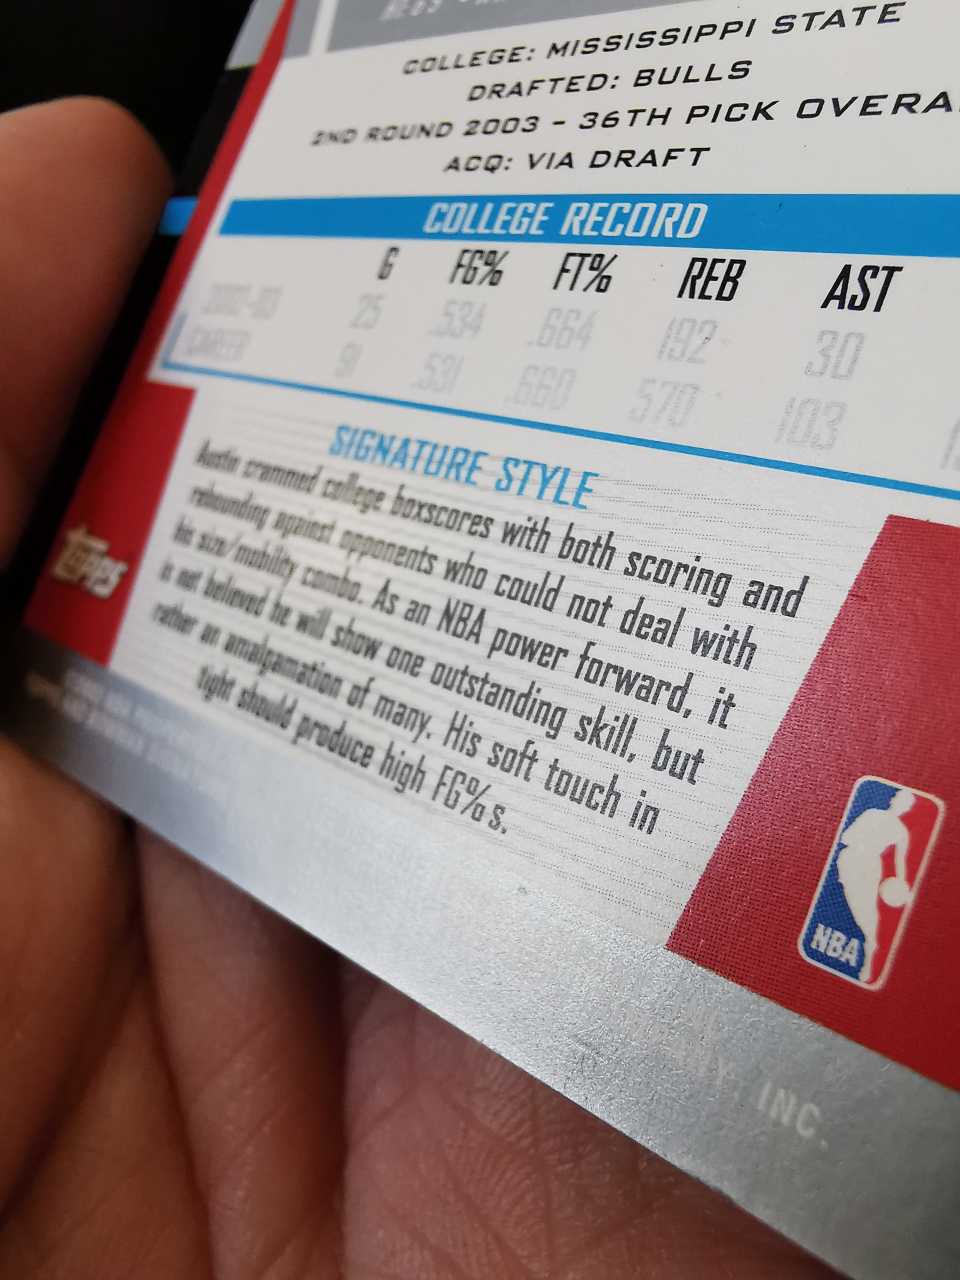 COLLEGE: MISSISSIPPI STATE
DRAFTED: BULLS
2ND ROUND 2003 - 36TH PICK OVERA
ACQ: VIA DRAFT
COLLEGE RECORD
G FG% FT% REB AST
2002-03 25 .534 .664 192 30
CAREER 91 .531 .660 570 103
SIGNATURE STYLE
Austin crammed college boxscores with both scoring and
rebounding against opponents who could not deal with
his size/mobility combo. As an NBA power forward, it
is not believed he will show one outstanding skill, but
rather an amalgamation of many. His soft touch in
tight should produce high FG%s.
topps
NBA
INC.